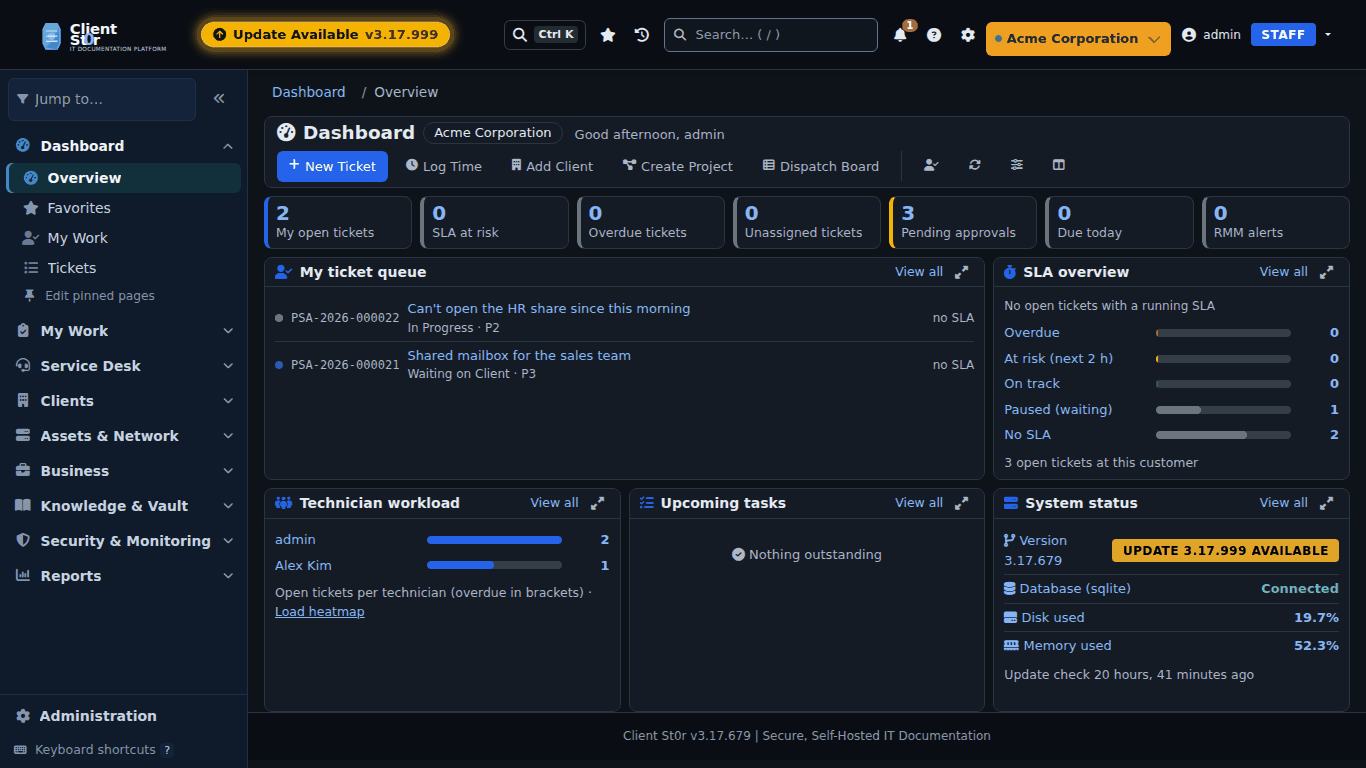 Client
St0r
IT DOCUMENTATION PLATFORM
Update Available v3.17.999
Ctrl K
Search… ( / )
1
Acme Corporation
admin
STAFF
Jump to…
Dashboard
Overview
Favorites
My Work
Tickets
Edit pinned pages
My Work
Service Desk
Clients
Assets & Network
Business
Knowledge & Vault
Security & Monitoring
Reports
Administration
Keyboard shortcuts ?
Dashboard / Overview
Dashboard Acme Corporation Good afternoon, admin
New Ticket Log Time Add Client Create Project Dispatch Board
2
My open tickets
0
SLA at risk
0
Overdue tickets
0
Unassigned tickets
3
Pending approvals
0
Due today
0
RMM alerts
My ticket queue View all
PSA-2026-000022 Can't open the HR share since this morning no SLA
In Progress · P2
PSA-2026-000021 Shared mailbox for the sales team no SLA
Waiting on Client · P3
SLA overview View all
No open tickets with a running SLA
Overdue 0
At risk (next 2 h) 0
On track 0
Paused (waiting) 1
No SLA 2
3 open tickets at this customer
Technician workload View all
admin 2
Alex Kim 1
Open tickets per technician (overdue in brackets) ·
Load heatmap
Upcoming tasks View all
Nothing outstanding
System status View all
Version
3.17.679
UPDATE 3.17.999 AVAILABLE
Database (sqlite) Connected
Disk used 19.7%
Memory used 52.3%
Update check 20 hours, 41 minutes ago
Client St0r v3.17.679 | Secure, Self-Hosted IT Documentation